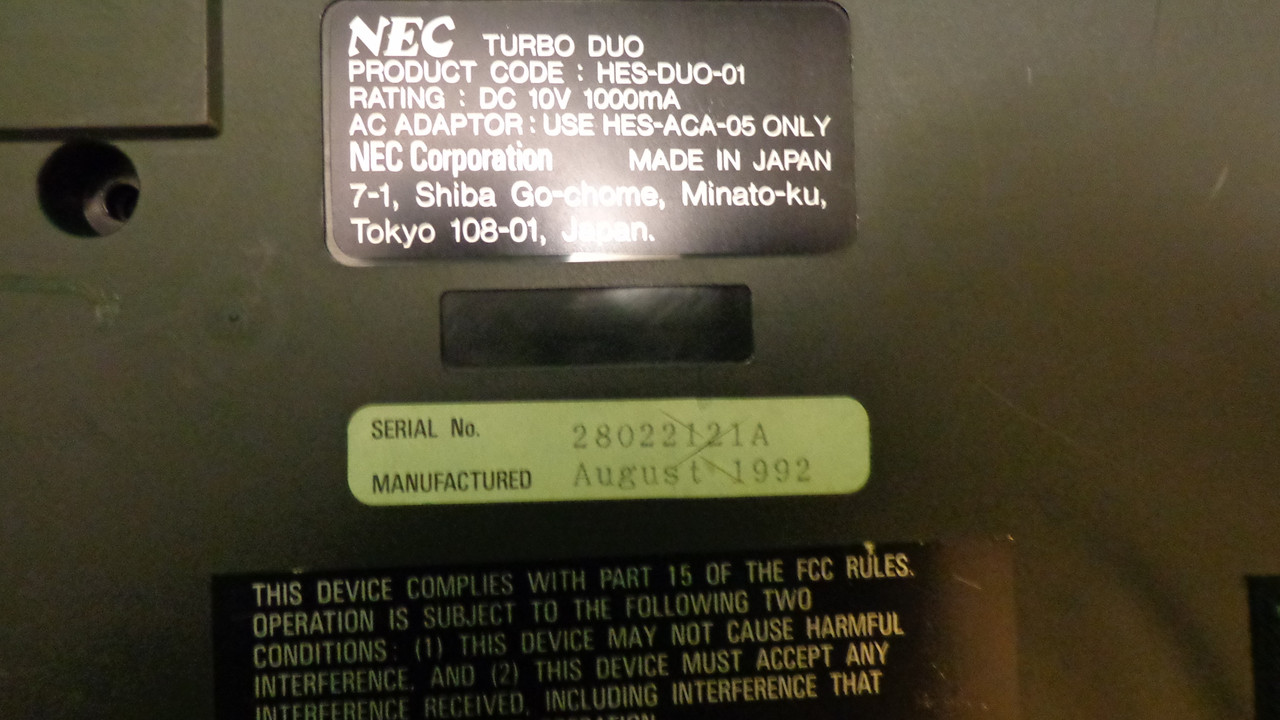 NEC TURBO DUO
PRODUCT CODE : HES-DUO-01
RATING : DC 10V 1000mA
AC ADAPTOR : USE HES-ACA-05 ONLY
NEC Corporation MADE IN JAPAN
7-1, Shiba Go-chome, Minato-ku,
Tokyo 108-01, Japan.
SERIAL No. 28022121A
MANUFACTURED August 1992
THIS DEVICE COMPLIES WITH PART 15 OF THE FCC RULES.
OPERATION IS SUBJECT TO THE FOLLOWING TWO
CONDITIONS: (1) THIS DEVICE MAY NOT CAUSE HARMFUL
INTERFERENCE, AND (2) THIS DEVICE MUST ACCEPT ANY
INTERFERENCE RECEIVED, INCLUDING INTERFERENCE THAT